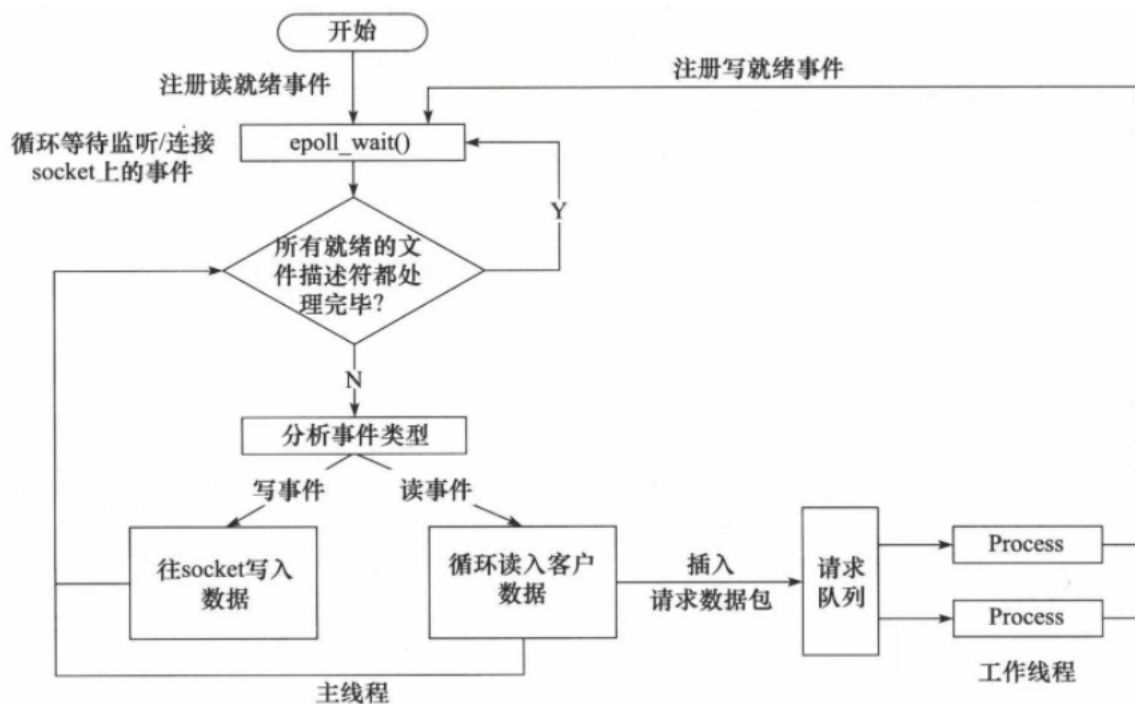 开始
注册读就绪事件
注册写就绪事件
循环等待监听/连接
socket上的事件
epoll_wait()
Y
所有就绪的文
件描述符都处
理完毕?
N
分析事件类型
写事件
读事件
往socket写入
数据
循环读入客户
数据
插入
请求数据包
请求
队列
Process
Process
工作线程
主线程